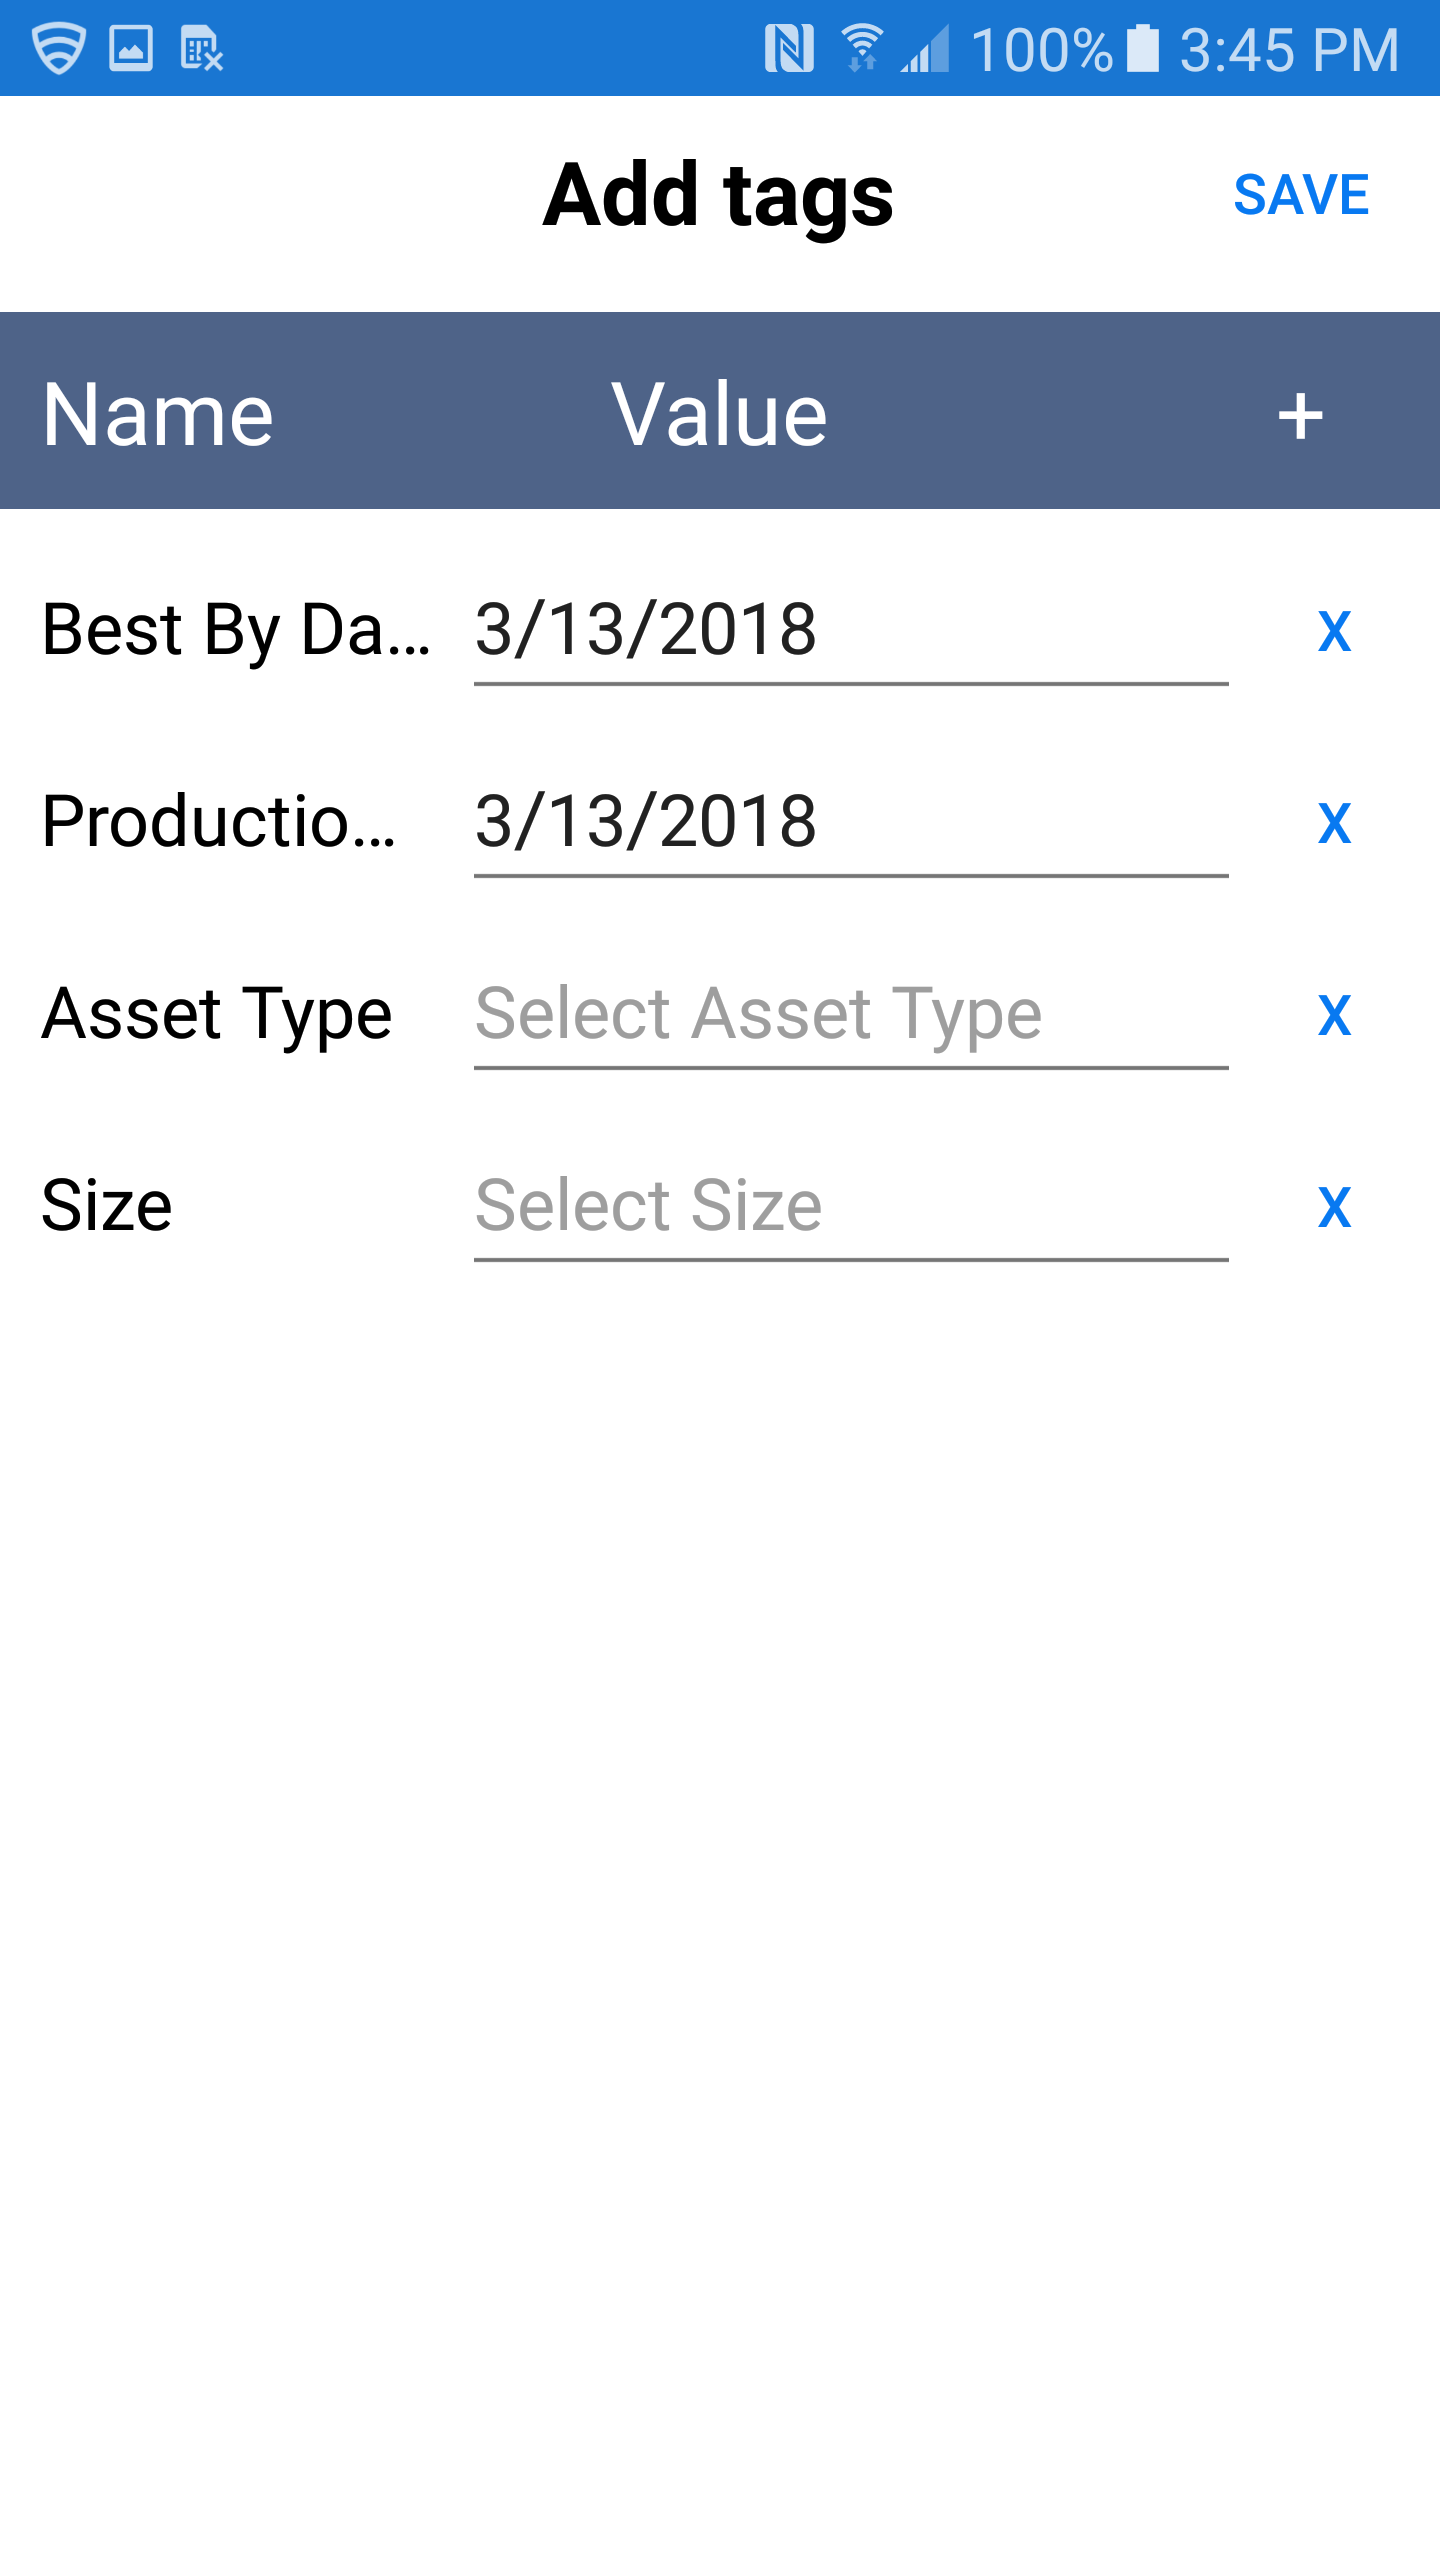 100% 3:45 PM
Add tags SAVE
Name Value +
Best By Da... 3/13/2018 X
Productio... 3/13/2018 X
Asset Type Select Asset Type X
Size Select Size X